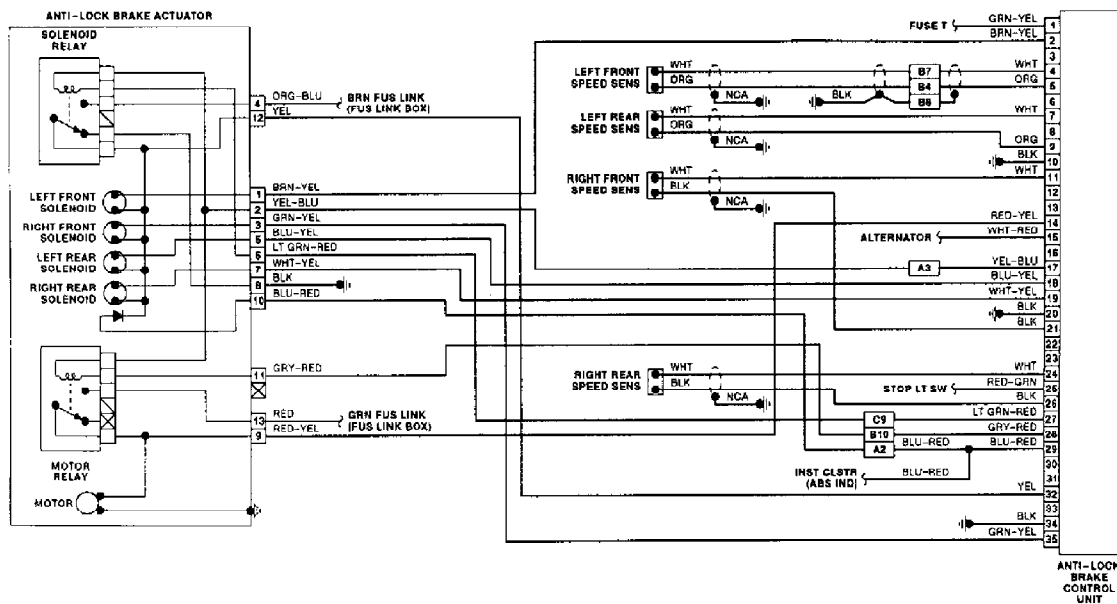 ANTI-LOCK BRAKE ACTUATOR
SOLENOID
RELAY
4 ORG-BLU
BRN FUS LINK
(FUS LINK BOX)
12 YEL
LEFT FRONT
SOLENOID
RIGHT FRONT
SOLENOID
LEFT REAR
SOLENOID
RIGHT REAR
SOLENOID
1 BRN-YEL
2 YEL-BLU
3 GRN-YEL
5 BLU-YEL
6 LT GRN-RED
7 WHT-YEL
8 BLK
10 BLU-RED
11 GRY-RED
13 RED
GRN FUS LINK
(FUS LINK BOX)
9 RED-YEL
MOTOR
RELAY
MOTOR
LEFT FRONT
SPEED SENS
WHT
ORG
NCA
BLK
B7
B4
B6
LEFT REAR
SPEED SENS
WHT
ORG
NCA
RIGHT FRONT
SPEED SENS
WHT
BLK
NCA
ALTERNATOR
A3
RIGHT REAR
SPEED SENS
WHT
BLK
NCA
STOP LT SW
C9
B10
A2 BLU-RED
INST CLSTR
(ABS IND)
BLU-RED
FUSE T
GRN-YEL 1
BRN-YEL 2
3
WHT 4
ORG 5
6
WHT 7
8
ORG 9
BLK 10
WHT 11
12
13
RED-YEL 14
WHT-RED 15
16
YEL-BLU 17
BLU-YEL 18
WHT-YEL 19
BLK 20
BLK 21
22
23
WHT 24
RED-GRN 25
BLK 26
LT GRN-RED 27
GRY-RED 28
BLU-RED 29
30
31
YEL 32
33
BLK 34
GRN-YEL 35
ANTI-LOCK
BRAKE
CONTROL
UNIT